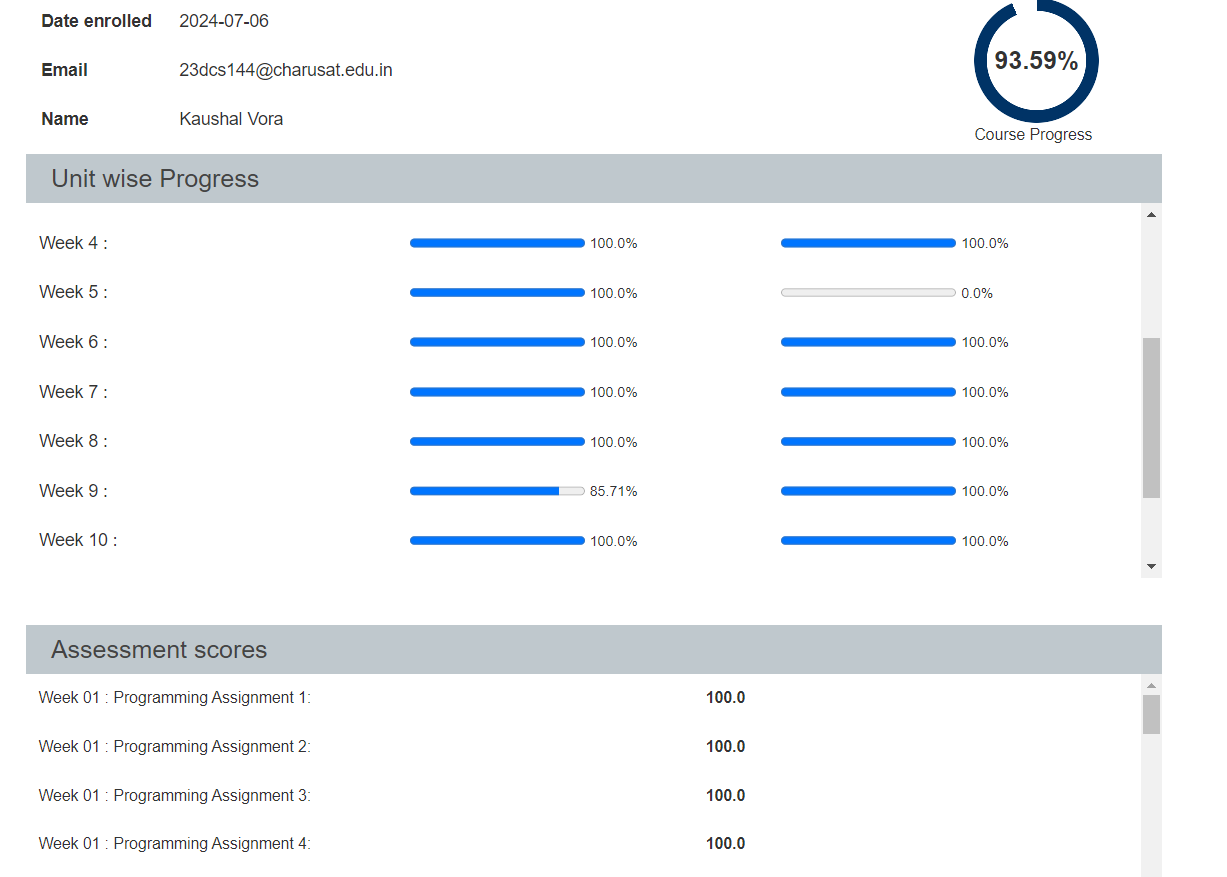 Date enrolled 2024-07-06
93.59%
Email 23dcs144@charusat.edu.in
Name Kaushal Vora
Course Progress
Unit wise Progress
Week 4 : 100.0% 100.0%
Week 5 : 100.0% 0.0%
Week 6 : 100.0% 100.0%
Week 7 : 100.0% 100.0%
Week 8 : 100.0% 100.0%
Week 9 : 85.71% 100.0%
Week 10 : 100.0% 100.0%
Assessment scores
Week 01 : Programming Assignment 1: 100.0
Week 01 : Programming Assignment 2: 100.0
Week 01 : Programming Assignment 3: 100.0
Week 01 : Programming Assignment 4: 100.0